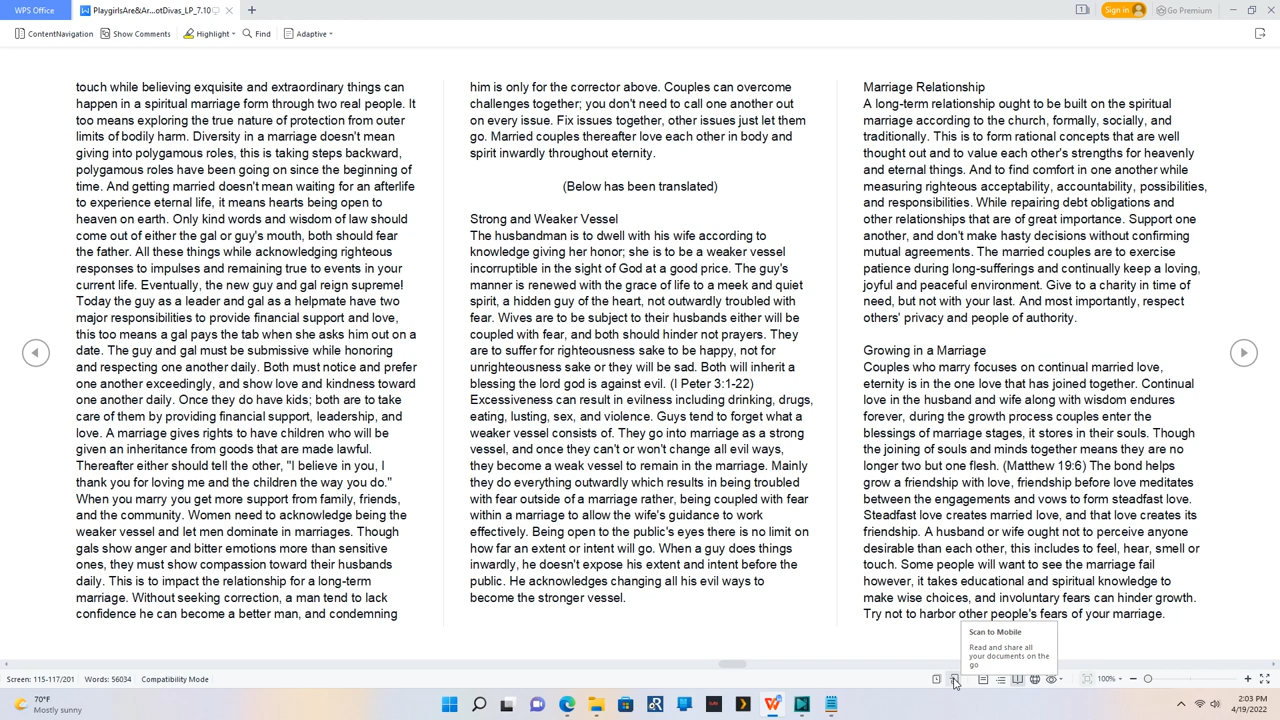 WPS Office
PlaygirlsAre&Ar...otDivas_LP_7.10
Sign in
Go Premium
ContentNavigation
Show Comments
Highlight
Find
Adaptive
touch while believing exquisite and extraordinary things can
happen in a spiritual marriage form through two real people. It
too means exploring the true nature of protection from outer
limits of bodily harm. Diversity in a marriage doesn't mean
giving into polygamous roles, this is taking steps backward,
polygamous roles have been going on since the beginning of
time. And getting married doesn't mean waiting for an afterlife
to experience eternal life, it means hearts being open to
heaven on earth. Only kind words and wisdom of law should
come out of either the gal or guy's mouth, both should fear
the father. All these things while acknowledging righteous
responses to impulses and remaining true to events in your
current life. Eventually, the new guy and gal reign supreme!
Today the guy as a leader and gal as a helpmate have two
major responsibilities to provide financial support and love,
this too means a gal pays the tab when she asks him out on a
date. The guy and gal must be submissive while honoring
and respecting one another daily. Both must notice and prefer
one another exceedingly, and show love and kindness toward
one another daily. Once they do have kids; both are to take
care of them by providing financial support, leadership, and
love. A marriage gives rights to have children who will be
given an inheritance from goods that are made lawful.
Thereafter either should tell the other, "I believe in you, I
thank you for loving me and the children the way you do."
When you marry you get more support from family, friends,
and the community. Women need to acknowledge being the
weaker vessel and let men dominate in marriages. Though
gals show anger and bitter emotions more than sensitive
ones, they must show compassion toward their husbands
daily. This is to impact the relationship for a long-term
marriage. Without seeking correction, a man tend to lack
confidence he can become a better man, and condemning
him is only for the corrector above. Couples can overcome
challenges together; you don't need to call one another out
on every issue. Fix issues together, other issues just let them
go. Married couples thereafter love each other in body and
spirit inwardly throughout eternity.
(Below has been translated)
Strong and Weaker Vessel
The husbandman is to dwell with his wife according to
knowledge giving her honor; she is to be a weaker vessel
incorruptible in the sight of God at a good price. The guy's
manner is renewed with the grace of life to a meek and quiet
spirit, a hidden guy of the heart, not outwardly troubled with
fear. Wives are to be subject to their husbands either will be
coupled with fear, and both should hinder not prayers. They
are to suffer for righteousness sake to be happy, not for
unrighteousness sake or they will be sad. Both will inherit a
blessing the lord god is against evil. (I Peter 3:1-22)
Excessiveness can result in evilness including drinking, drugs,
eating, lusting, sex, and violence. Guys tend to forget what a
weaker vessel consists of. They go into marriage as a strong
vessel, and once they can't or won't change all evil ways,
they become a weak vessel to remain in the marriage. Mainly
they do everything outwardly which results in being troubled
with fear outside of a marriage rather, being coupled with fear
within a marriage to allow the wife's guidance to work
effectively. Being open to the public's eyes there is no limit on
how far an extent or intent will go. When a guy does things
inwardly, he doesn't expose his extent and intent before the
public. He acknowledges changing all his evil ways to
become the stronger vessel.
Marriage Relationship
A long-term relationship ought to be built on the spiritual
marriage according to the church, formally, socially, and
traditionally. This is to form rational concepts that are well
thought out and to value each other's strengths for heavenly
and eternal things. And to find comfort in one another while
measuring righteous acceptability, accountability, possibilities,
and responsibilities. While repairing debt obligations and
other relationships that are of great importance. Support one
another, and don't make hasty decisions without confirming
mutual agreements. The married couples are to exercise
patience during long-sufferings and continually keep a loving,
joyful and peaceful environment. Give to a charity in time of
need, but not with your last. And most importantly, respect
others' privacy and people of authority.
Growing in a Marriage
Couples who marry focuses on continual married love,
eternity is in the one love that has joined together. Continual
love in the husband and wife along with wisdom endures
forever, during the growth process couples enter the
blessings of marriage stages, it stores in their souls. Though
the joining of souls and minds together means they are no
longer two but one flesh. (Matthew 19:6) The bond helps
grow a friendship with love, friendship before love meditates
between the engagements and vows to form steadfast love.
Steadfast love creates married love, and that love creates its
friendship. A husband or wife ought not to perceive anyone
desirable than each other, this includes to feel, hear, smell or
touch. Some people will want to see the marriage fail
however, it takes educational and spiritual knowledge to
make wise choices, and involuntary fears can hinder growth.
Try not to harbor other people's fears of your marriage.
Scan to Mobile
Read and share all
your documents on the
go
Screen: 115-117/201
Words: 56034
Compatibility Mode
100%
70°F
Mostly sunny
2:03 PM
4/19/2022